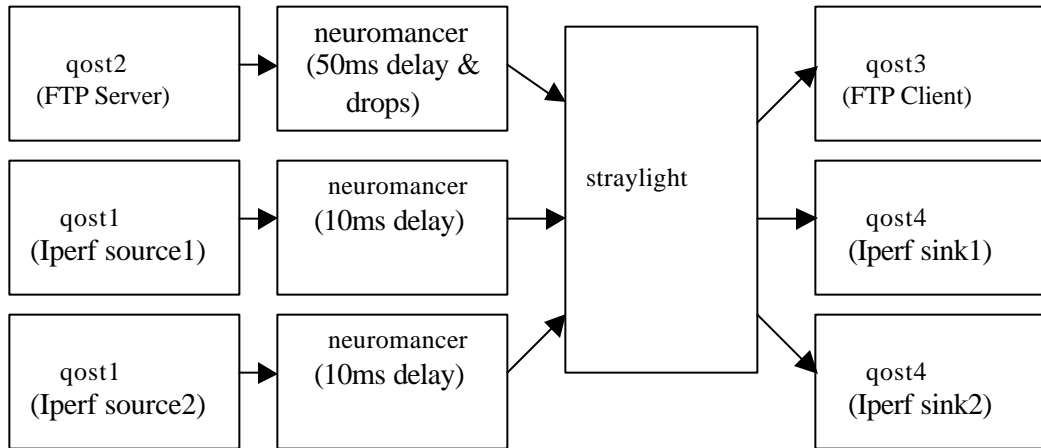 qost2
(FTP Server)
neuromancer
(50ms delay &
drops)
straylight
qost3
(FTP Client)
qost1
(Iperf source1)
neuromancer
(10ms delay)
qost4
(Iperf sink1)
qost1
(Iperf source2)
neuromancer
(10ms delay)
qost4
(Iperf sink2)